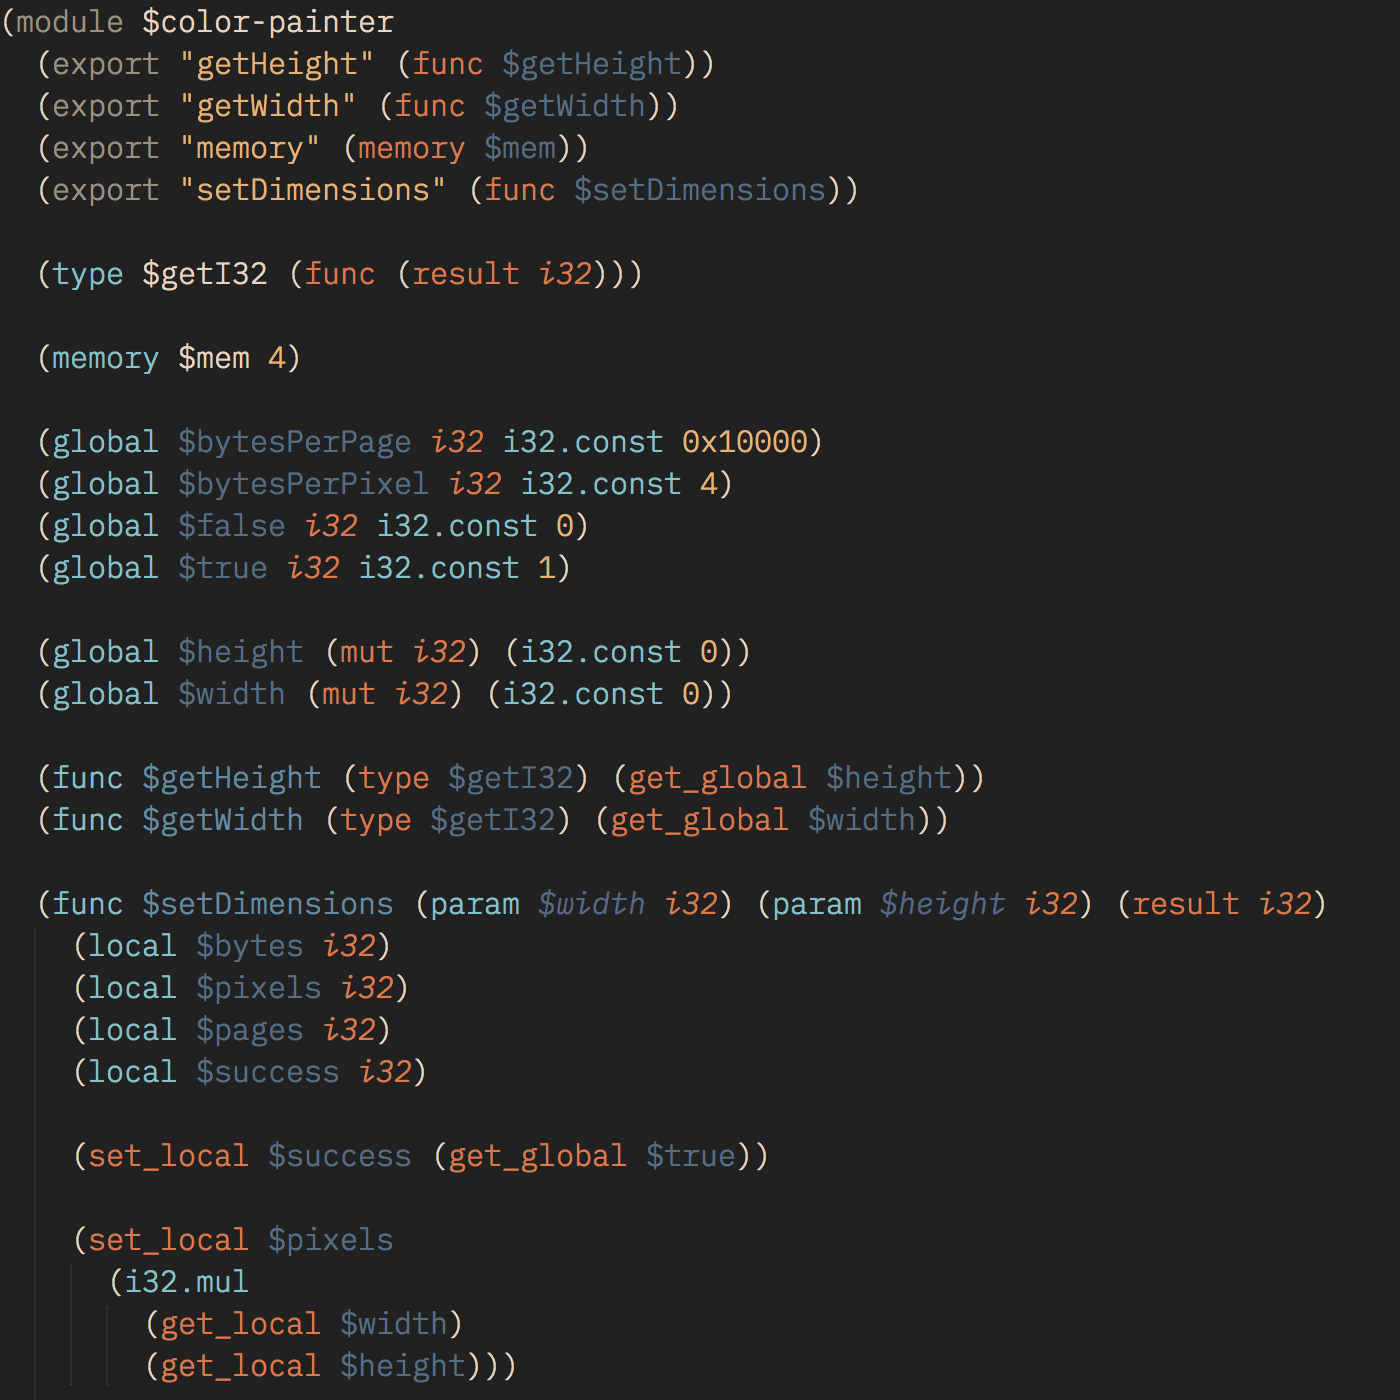 (module $color-painter
  (export "getHeight" (func $getHeight))
  (export "getWidth" (func $getWidth))
  (export "memory" (memory $mem))
  (export "setDimensions" (func $setDimensions))

  (type $getI32 (func (result i32)))

  (memory $mem 4)

  (global $bytesPerPage i32 i32.const 0x10000)
  (global $bytesPerPixel i32 i32.const 4)
  (global $false i32 i32.const 0)
  (global $true i32 i32.const 1)

  (global $height (mut i32) (i32.const 0))
  (global $width (mut i32) (i32.const 0))

  (func $getHeight (type $getI32) (get_global $height))
  (func $getWidth (type $getI32) (get_global $width))

  (func $setDimensions (param $width i32) (param $height i32) (result i32)
    (local $bytes i32)
    (local $pixels i32)
    (local $pages i32)
    (local $success i32)

    (set_local $success (get_global $true))

    (set_local $pixels
      (i32.mul
        (get_local $width)
        (get_local $height)))